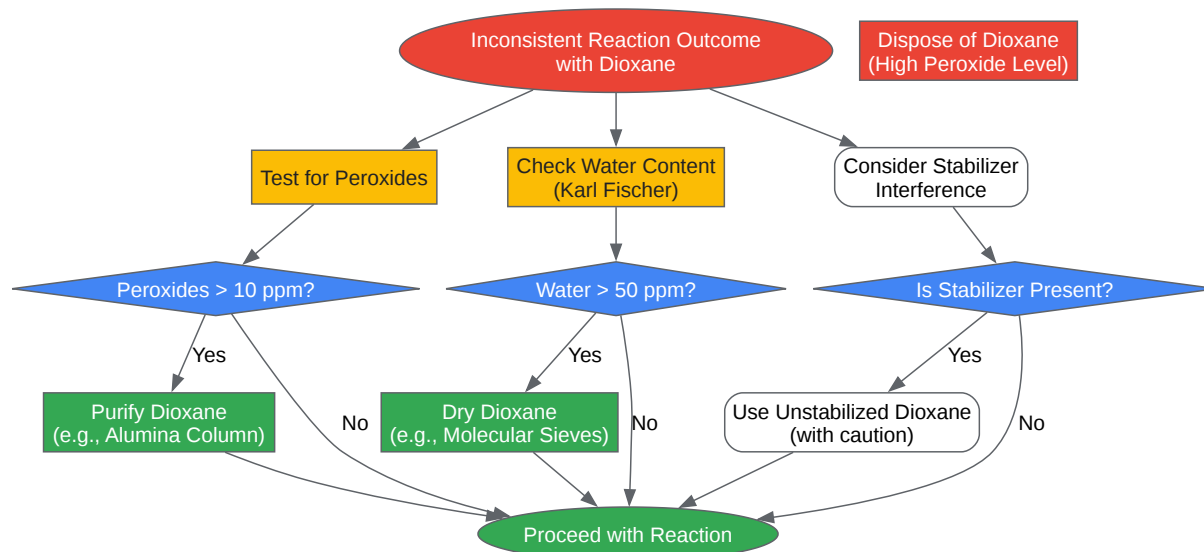 Inconsistent Reaction Outcome
with Dioxane
Dispose of Dioxane
(High Peroxide Level)
Test for Peroxides
Check Water Content
(Karl Fischer)
Consider Stabilizer
Interference
Peroxides > 10 ppm?
Water > 50 ppm?
Is Stabilizer Present?
Yes
Yes
Yes
Purify Dioxane
(e.g., Alumina Column)
No
Dry Dioxane
(e.g., Molecular Sieves)
No
Use Unstabilized Dioxane
(with caution)
No
Proceed with Reaction